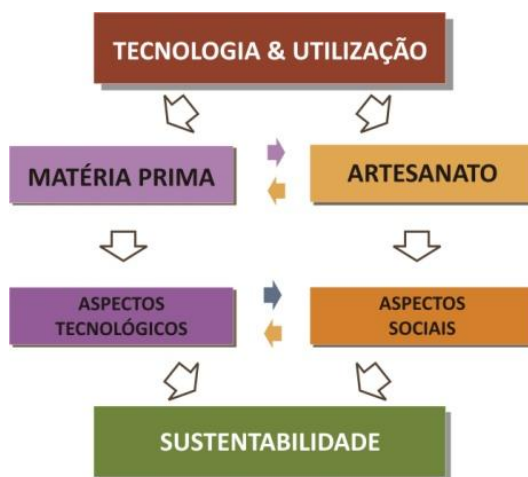 TECNOLOGIA & UTILIZAÇÃO
MATÉRIA PRIMA
ARTESANATO
ASPECTOS
TECNOLÓGICOS
ASPECTOS
SOCIAIS
SUSTENTABILIDADE